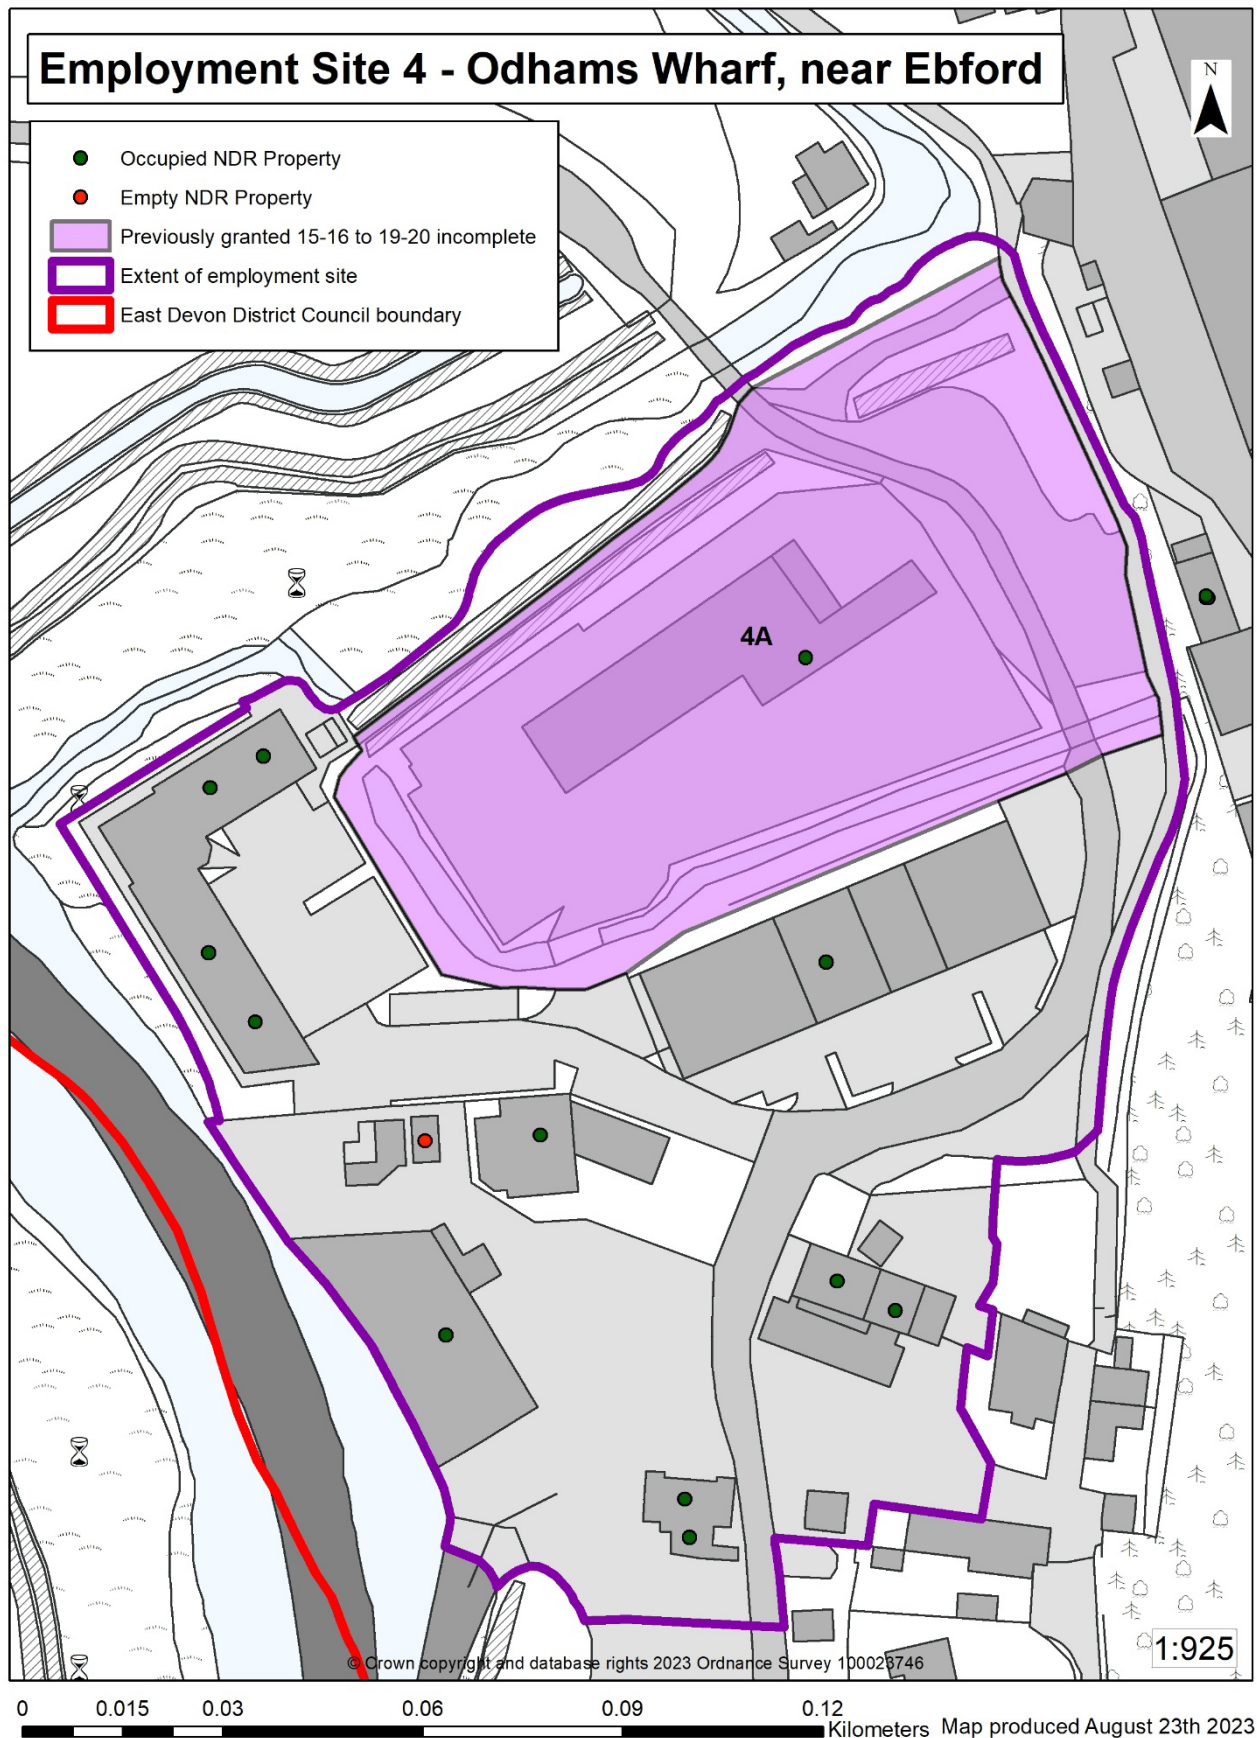 Employment Site 4 - Odhams Wharf, near Ebford
N
Occupied NDR Property
Empty NDR Property
Previously granted 15-16 to 19-20 incomplete
Extent of employment site
East Devon District Council boundary
4A
1:925
© Crown copyright and database rights 2023 Ordnance Survey 100023746
0 0.015 0.03 0.06 0.09 0.12
Kilometers Map produced August 23th 2023